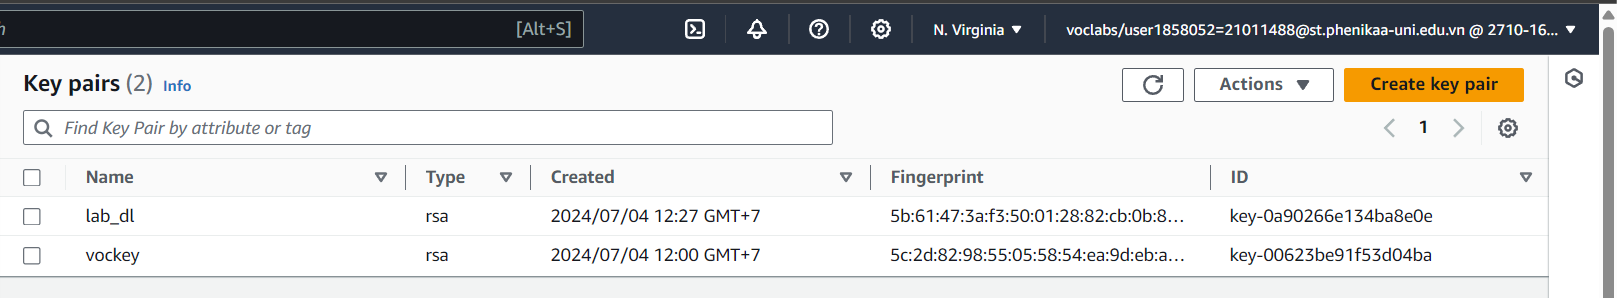 [Alt+S] N. Virginia voclabs/user1858052=21011488@st.phenikaa-uni.edu.vn @ 2710-16...
Key pairs (2) Info Actions Create key pair
Find Key Pair by attribute or tag 1
Name Type Created Fingerprint ID
lab_dl rsa 2024/07/04 12:27 GMT+7 5b:61:47:3a:f3:50:01:28:82:cb:0b:8... key-0a90266e134ba8e0e
vockey rsa 2024/07/04 12:00 GMT+7 5c:2d:82:98:55:05:58:54:ea:9d:eb:a... key-00623be91f53d04ba